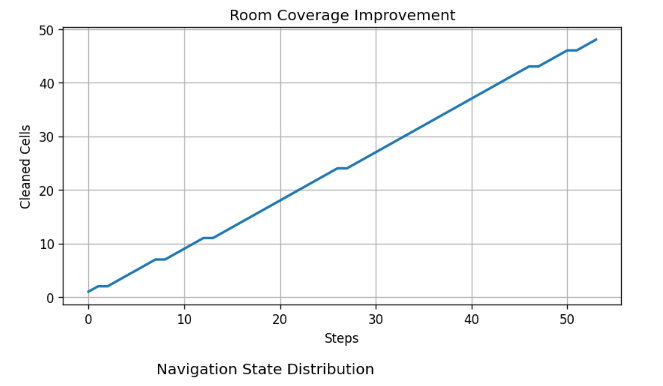 Room Coverage Improvement
50
40
30
20
10
0
Cleaned Cells
0 10 20 30 40 50
Steps
Navigation State Distribution